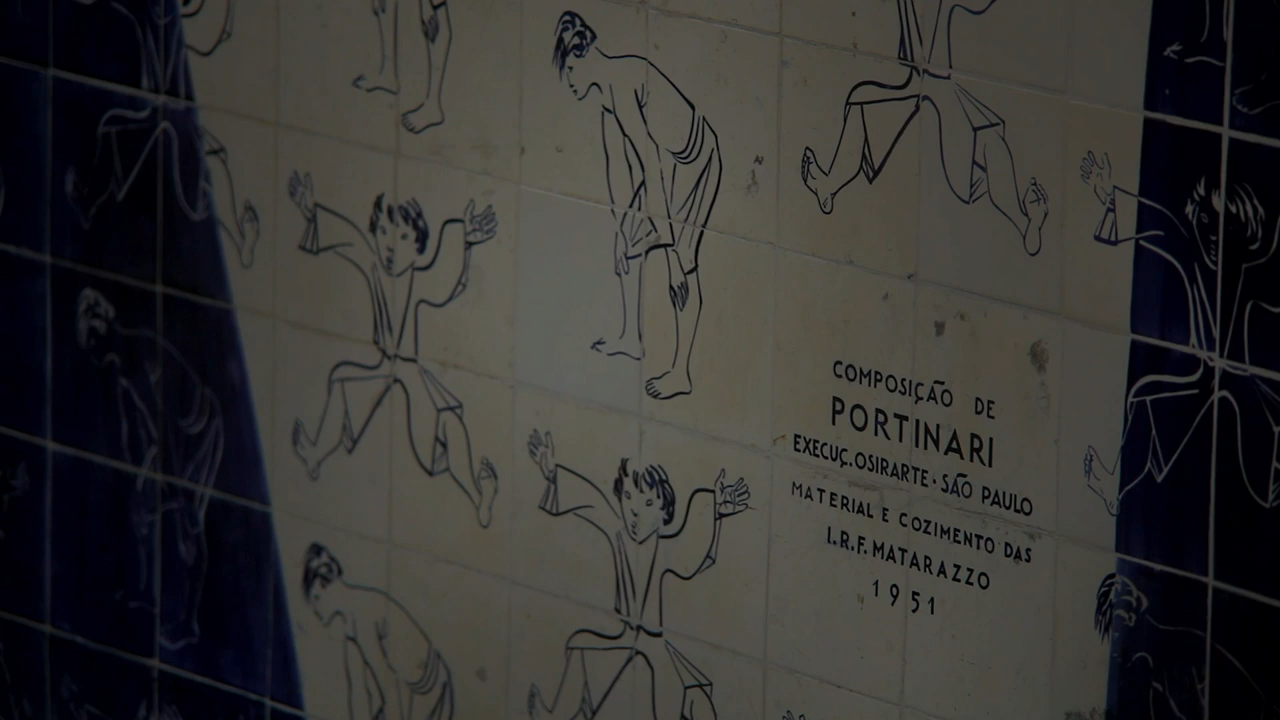 COMPOSIÇÃO DE
PORTINARI
EXECUÇ.OSIRARTE·SÃO PAULO
MATERIAL E COZIMENTO DAS
I.R.F. MATARAZZO
1951